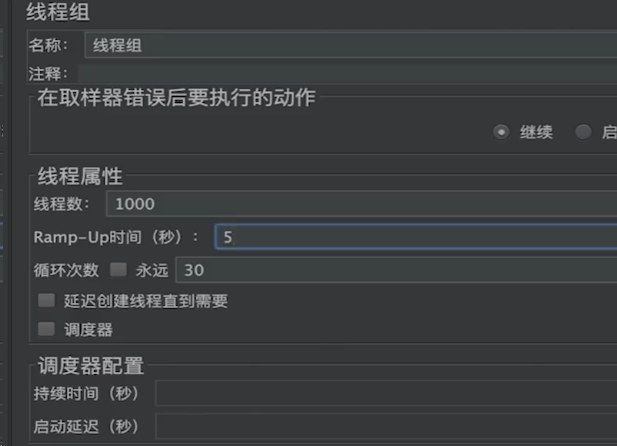 线程组
名称： 线程组
注释：
在取样器错误后要执行的动作
继续 启
线程属性
线程数： 1000
Ramp-Up时间（秒）： 5
循环次数 永远 30
延迟创建线程直到需要
调度器
调度器配置
持续时间（秒）
启动延迟（秒）